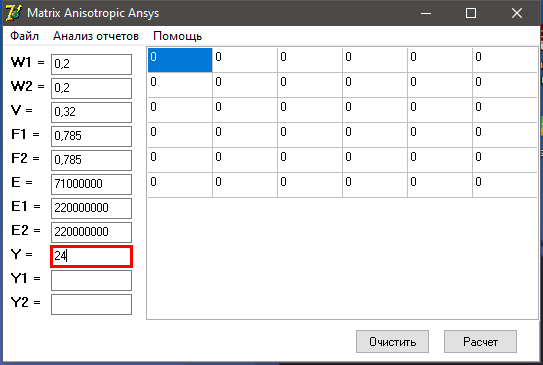 Matrix Anisotropic Ansys
Файл Анализ отчетов Помощь
W1 = 0,2
W2 = 0,2
V = 0,32
F1 = 0,785
F2 = 0,785
E = 71000000
E1 = 220000000
E2 = 220000000
Y = 24
Y1 =
Y2 =
0 0 0 0 0 0
0 0 0 0 0 0
0 0 0 0 0 0
0 0 0 0 0 0
0 0 0 0 0 0
0 0 0 0 0 0
Очистить Расчет